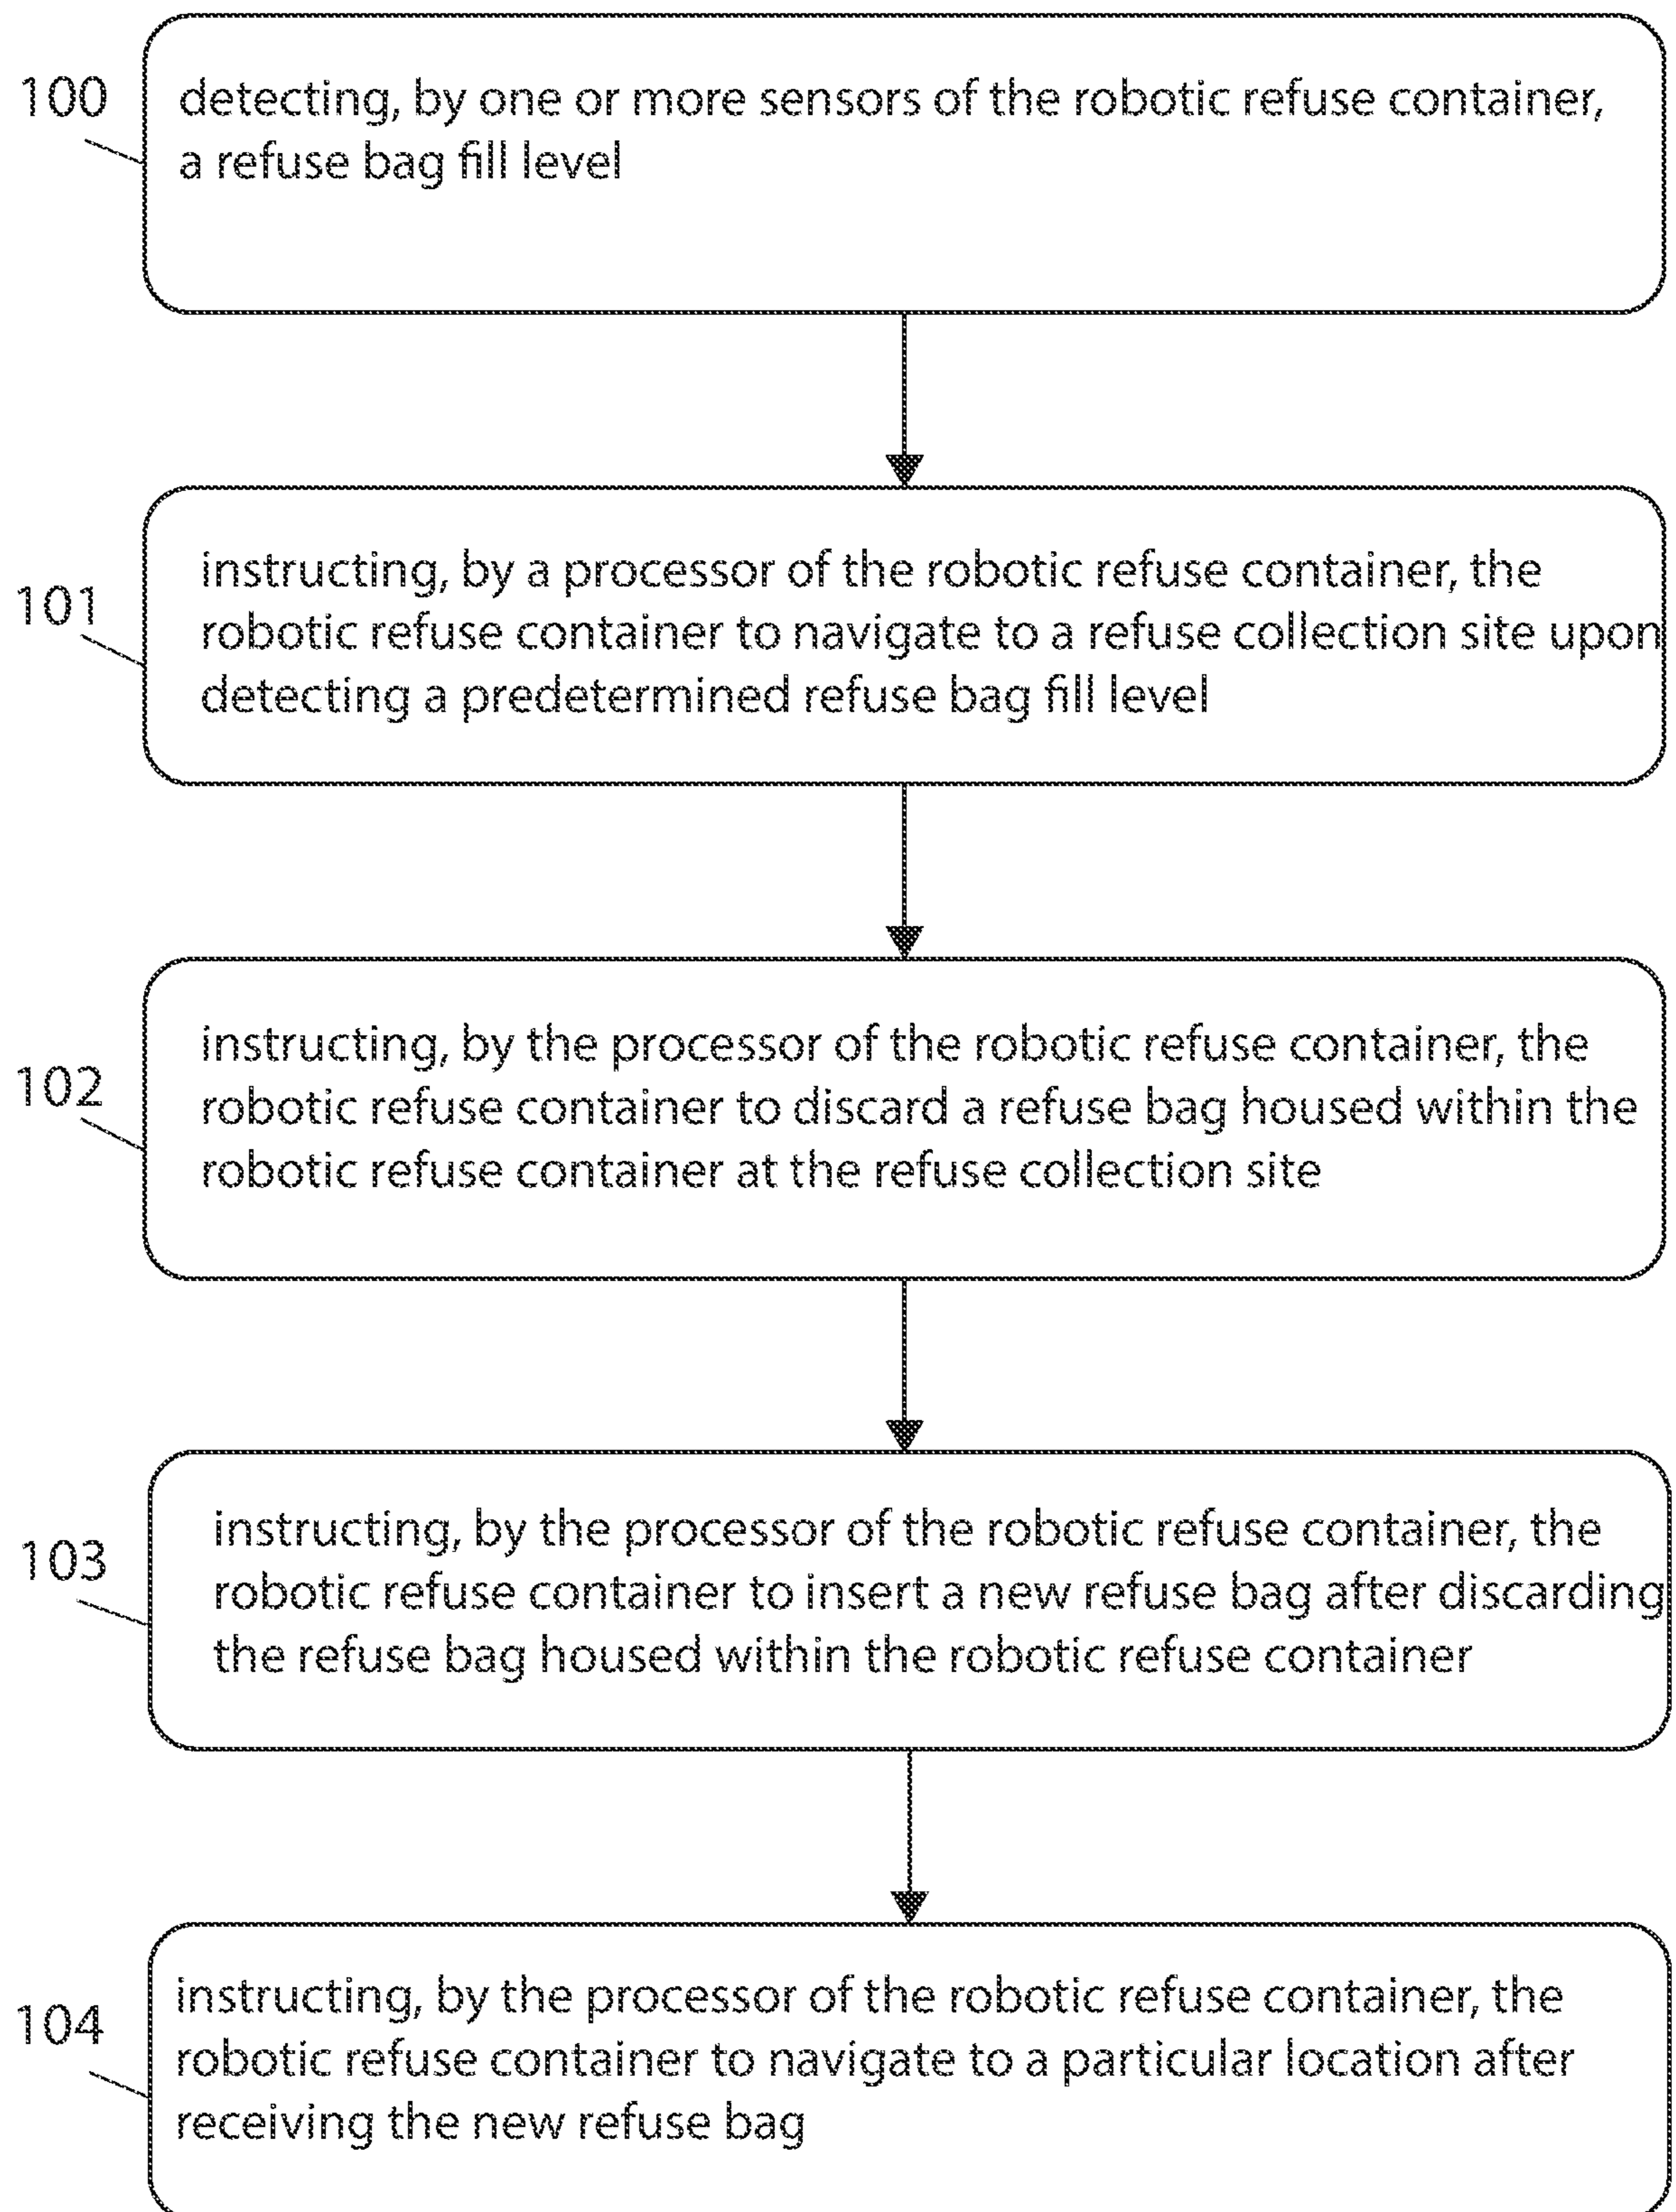 100
detecting, by one or more sensors of the robotic refuse container,
a refuse bag fill level
101
instructing, by a processor of the robotic refuse container, the
robotic refuse container to navigate to a refuse collection site upon
detecting a predetermined refuse bag fill level
102
instructing, by the processor of the robotic refuse container, the
robotic refuse container to discard a refuse bag housed within the
robotic refuse container at the refuse collection site
103
instructing, by the processor of the robotic refuse container, the
robotic refuse container to insert a new refuse bag after discarding
the refuse bag housed within the robotic refuse container
104
instructing, by the processor of the robotic refuse container, the
robotic refuse container to navigate to a particular location after
receiving the new refuse bag